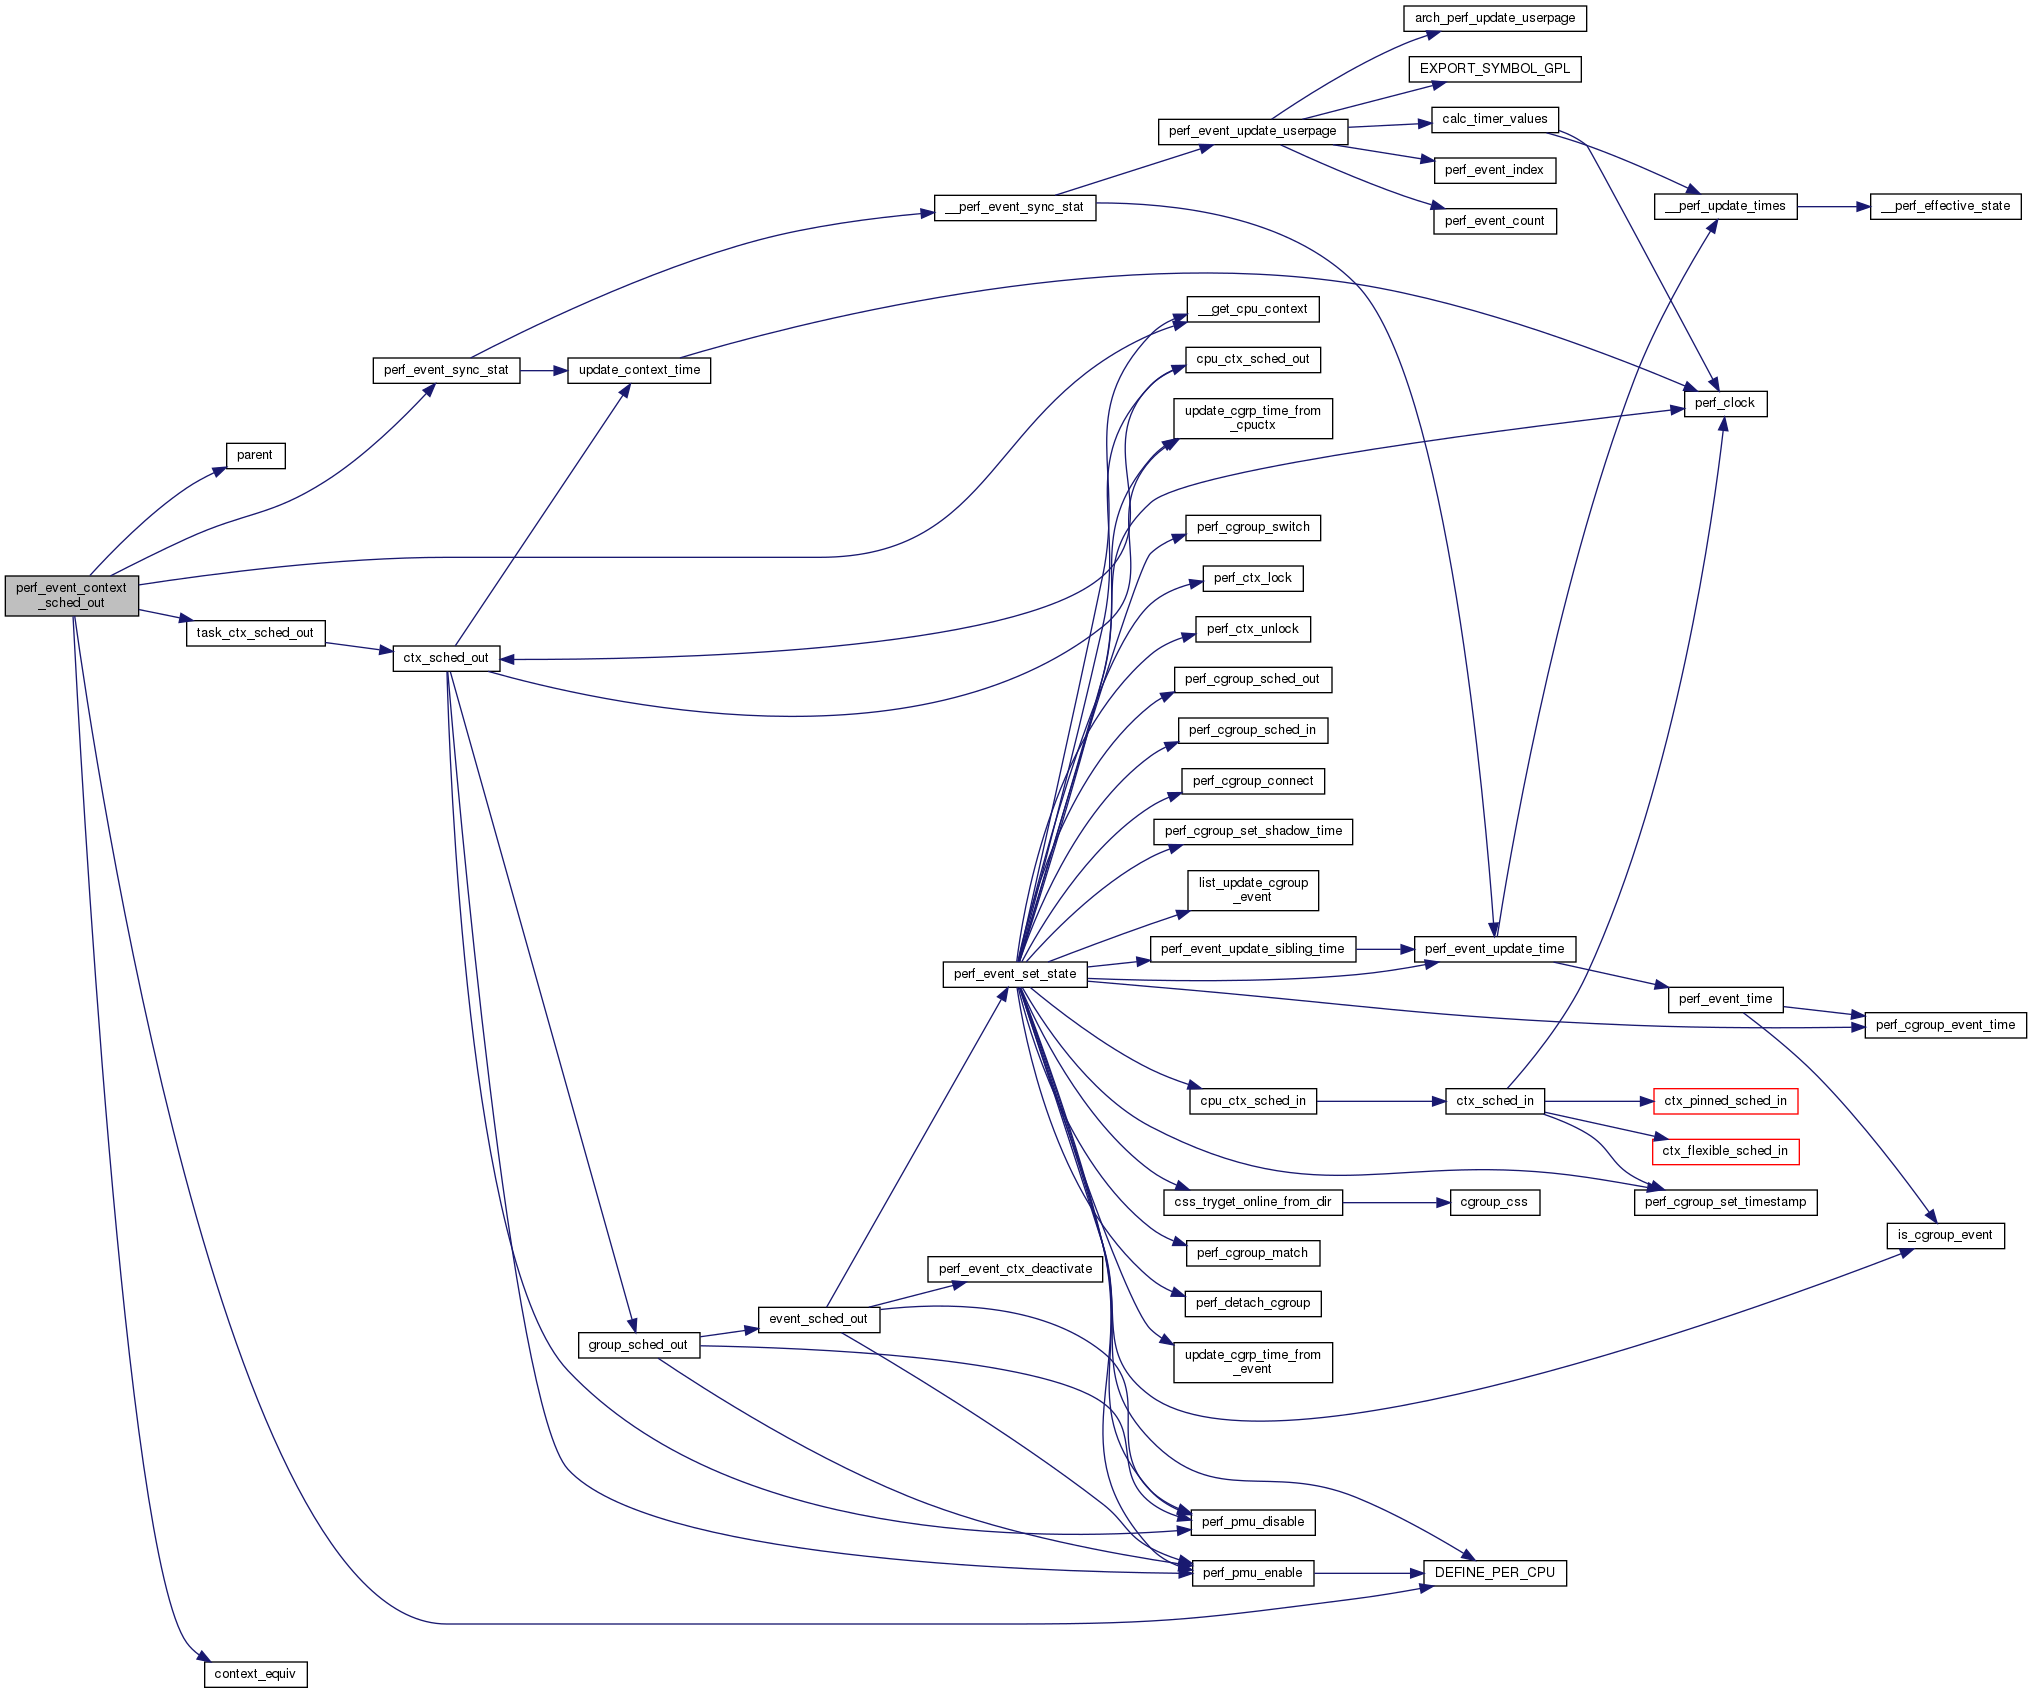 arch_perf_update_userpage
EXPORT_SYMBOL_GPL
calc_timer_values
perf_event_update_userpage
perf_event_index
__perf_event_sync_stat
__perf_update_times
__perf_effective_state
perf_event_count
__get_cpu_context
cpu_ctx_sched_out
perf_event_sync_stat
update_context_time
perf_clock
update_cgrp_time_from
_cpuctx
parent
perf_cgroup_switch
perf_ctx_lock
perf_event_context
_sched_out
task_ctx_sched_out
perf_ctx_unlock
ctx_sched_out
perf_cgroup_sched_out
perf_cgroup_sched_in
perf_cgroup_connect
perf_cgroup_set_shadow_time
list_update_cgroup
_event
perf_event_update_sibling_time
perf_event_update_time
perf_event_set_state
perf_event_time
perf_cgroup_event_time
cpu_ctx_sched_in
ctx_sched_in
ctx_pinned_sched_in
ctx_flexible_sched_in
css_tryget_online_from_dir
cgroup_css
perf_cgroup_set_timestamp
is_cgroup_event
perf_cgroup_match
perf_event_ctx_deactivate
perf_detach_cgroup
event_sched_out
group_sched_out
update_cgrp_time_from
_event
perf_pmu_disable
perf_pmu_enable
DEFINE_PER_CPU
context_equiv